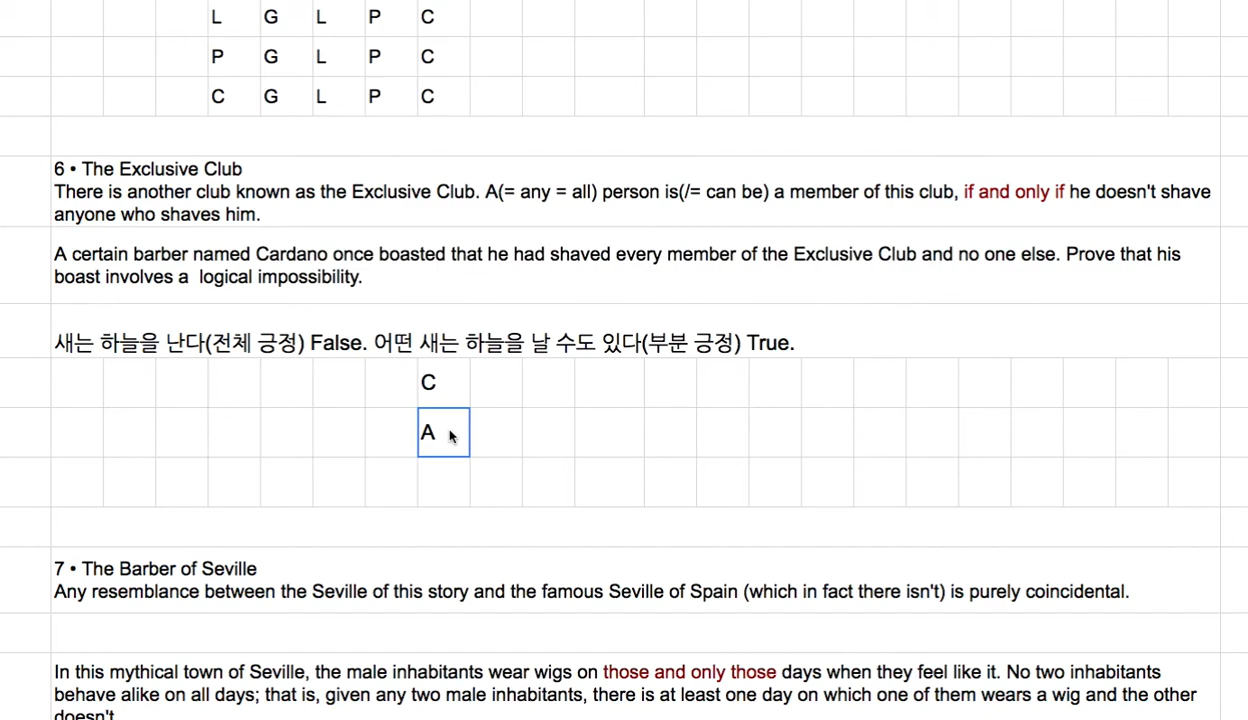 L G L P C
P G L P C
C G L P C
6 • The Exclusive Club
There is another club known as the Exclusive Club. A(= any = all) person is(/= can be) a member of this club, if and only if he doesn't shave
anyone who shaves him.
A certain barber named Cardano once boasted that he had shaved every member of the Exclusive Club and no one else. Prove that his
boast involves a  logical impossibility.
새는 하늘을 난다(전체 긍정) False. 어떤 새는 하늘을 날 수도 있다(부분 긍정) True.
C
A
7 • The Barber of Seville
Any resemblance between the Seville of this story and the famous Seville of Spain (which in fact there isn't) is purely coincidental.
In this mythical town of Seville, the male inhabitants wear wigs on those and only those days when they feel like it. No two inhabitants
behave alike on all days; that is, given any two male inhabitants, there is at least one day on which one of them wears a wig and the other
doesn't